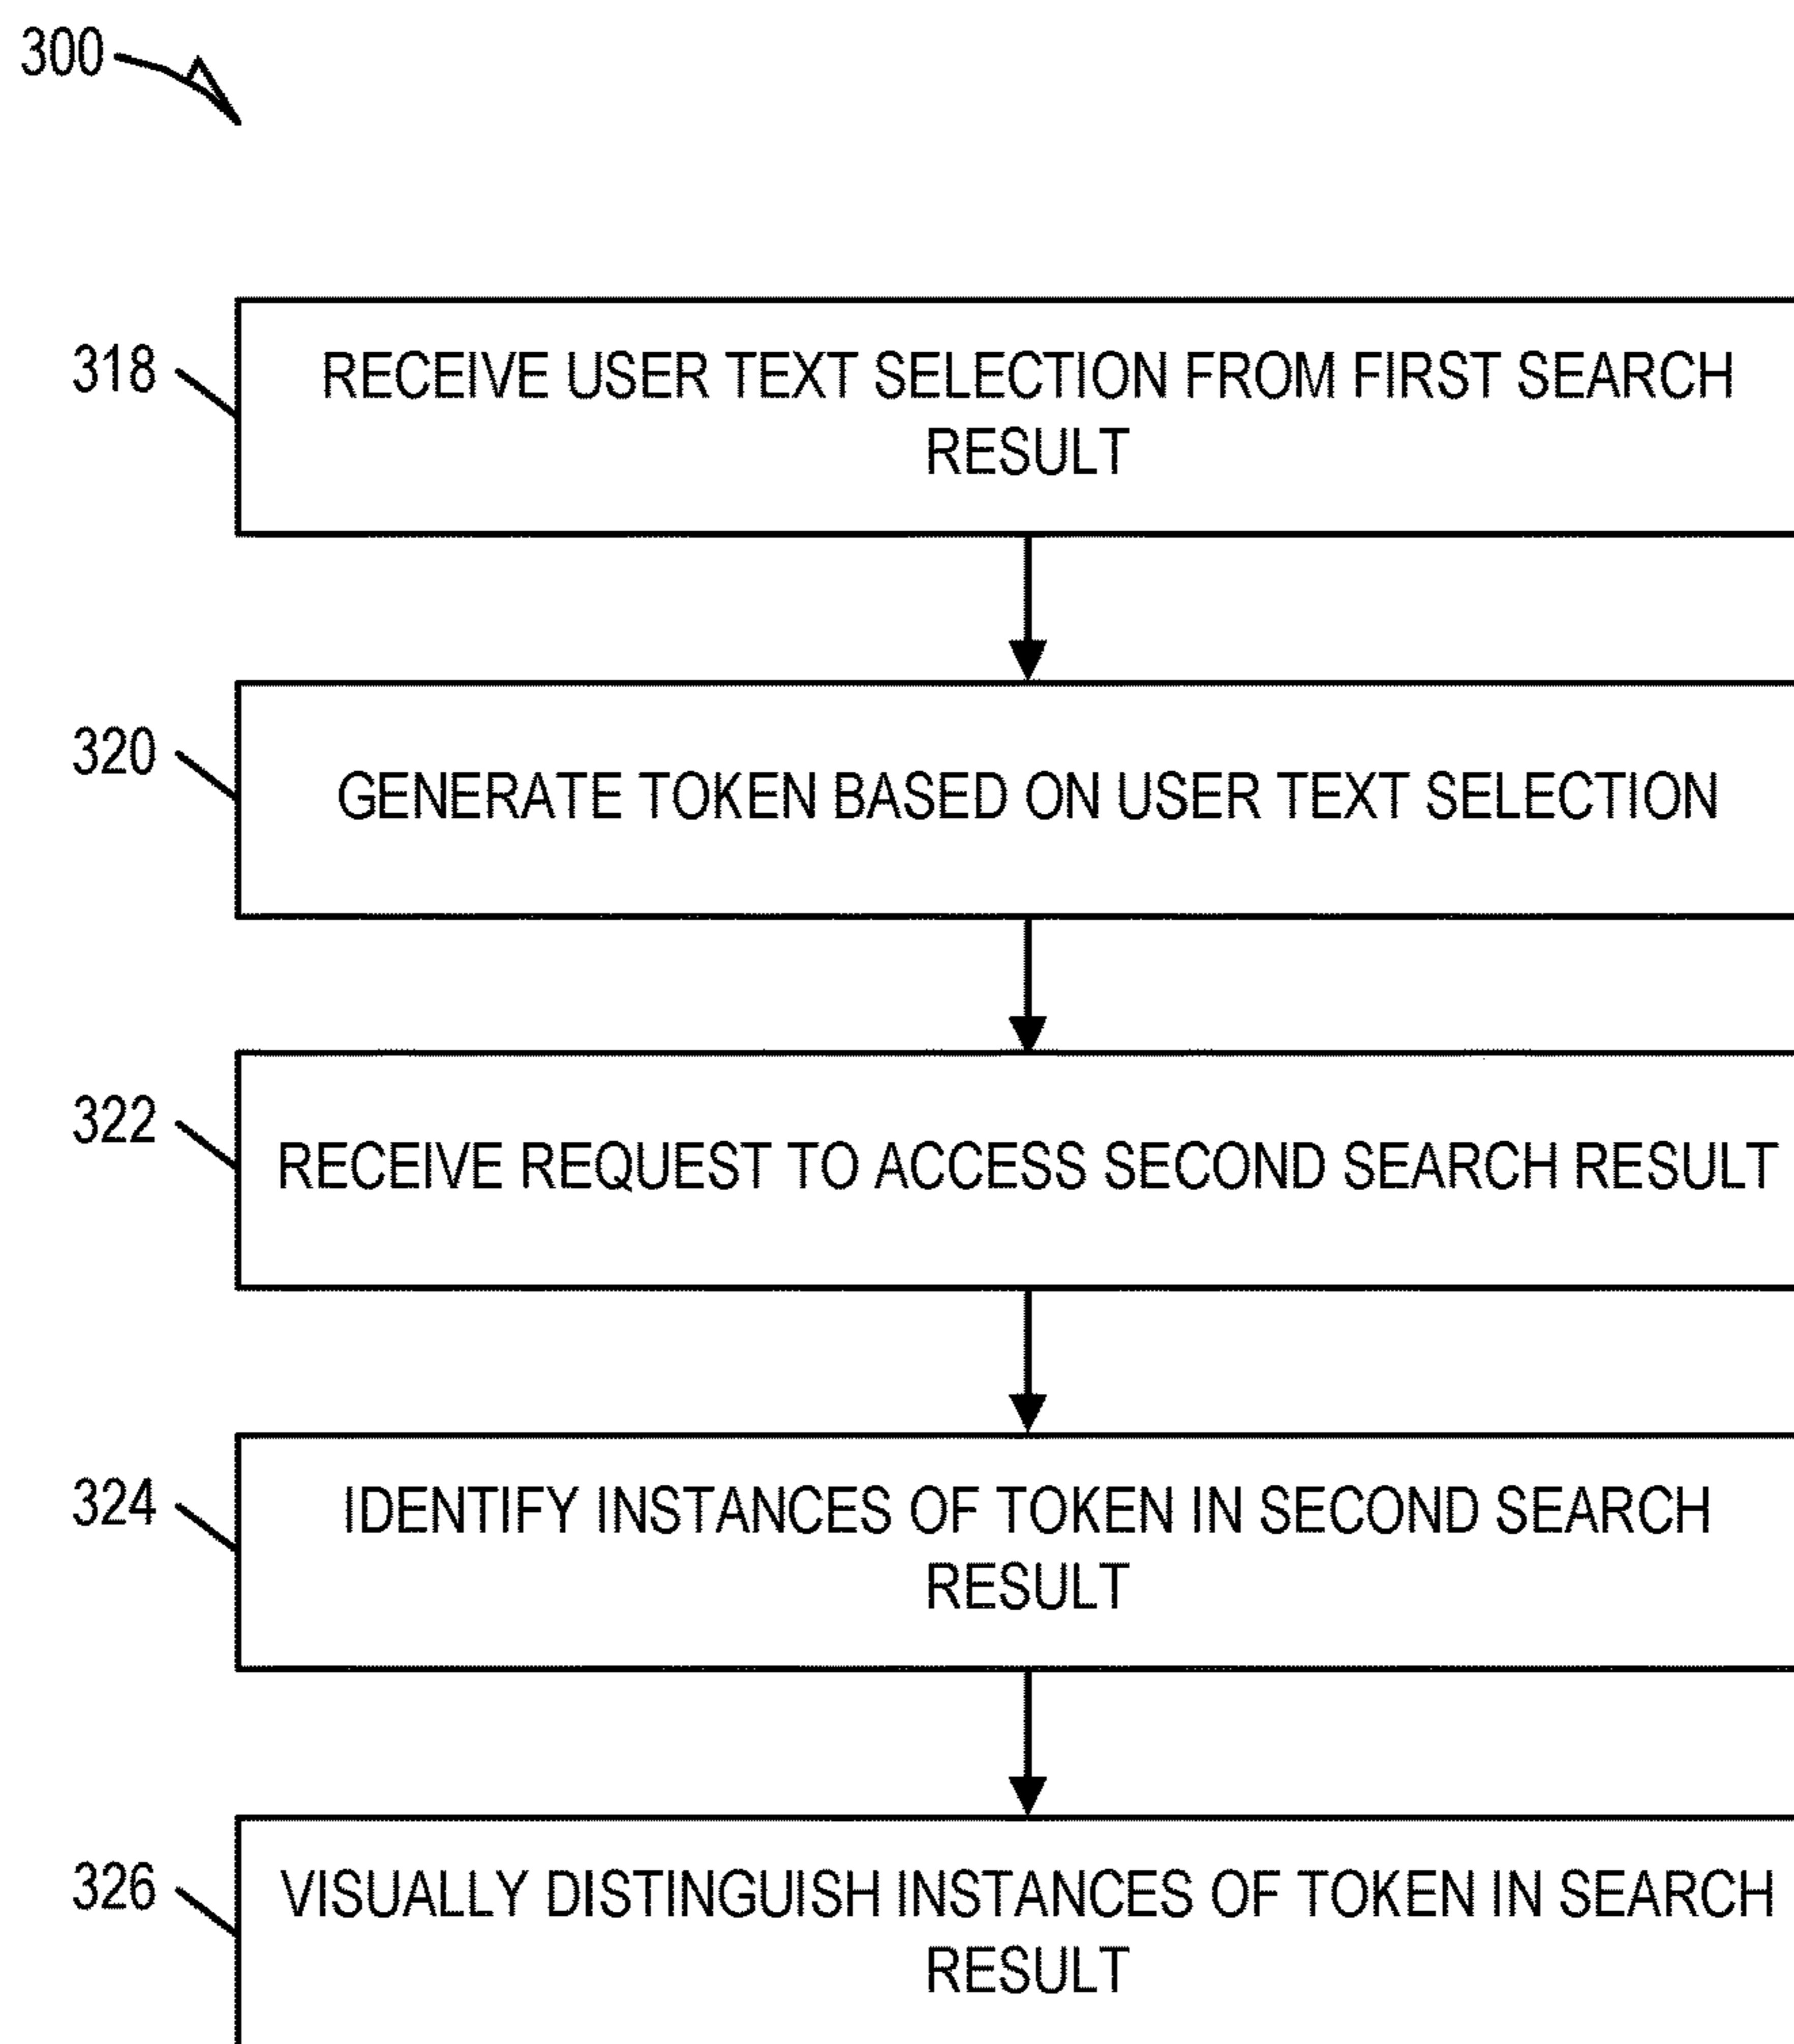 300
318
RECEIVE USER TEXT SELECTION FROM FIRST SEARCH
RESULT
320
GENERATE TOKEN BASED ON USER TEXT SELECTION
322
RECEIVE REQUEST TO ACCESS SECOND SEARCH RESULT
324
IDENTIFY INSTANCES OF TOKEN IN SECOND SEARCH
RESULT
326
VISUALLY DISTINGUISH INSTANCES OF TOKEN IN SEARCH
RESULT